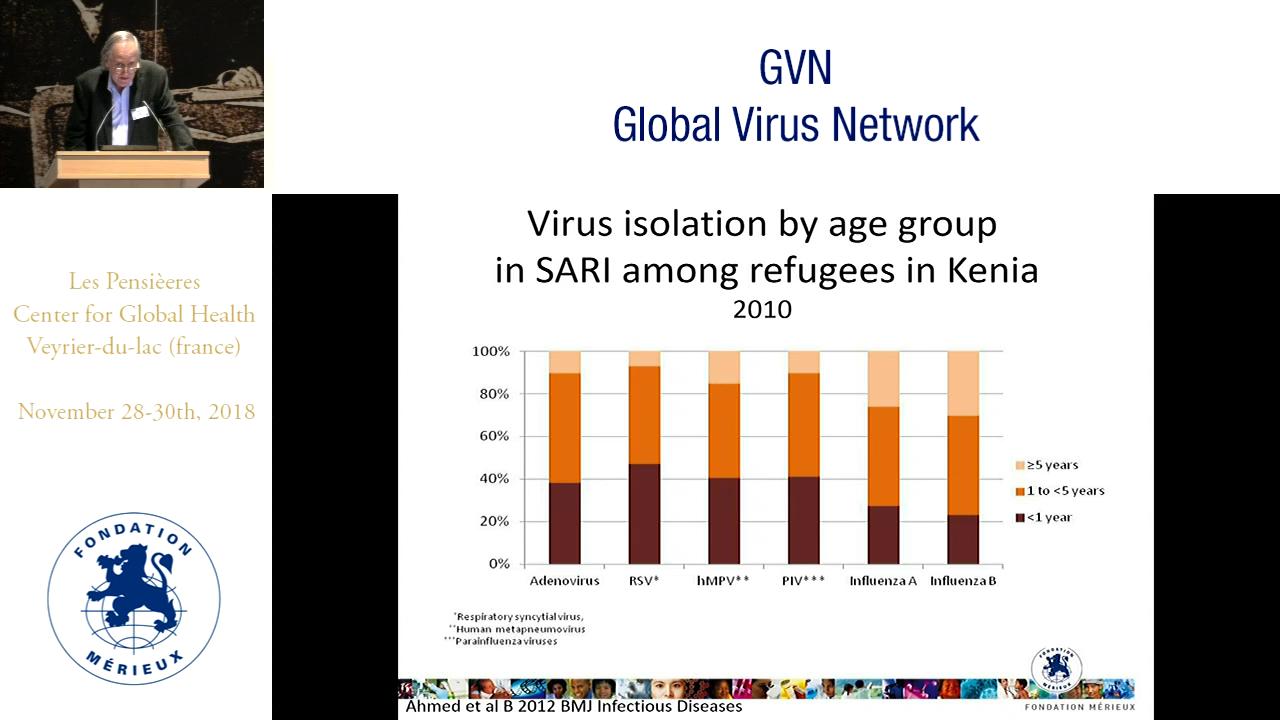 GVN
Global Virus Network
Les Pensièeres
Center for Global Health
Veyrier-du-lac (france)
November 28-30th, 2018
FONDATION
MÉRIEUX
Virus isolation by age group
in SARI among refugees in Kenia
2010
100%
80%
60%
40%
20%
0%
Adenovirus RSV* hMPV** PIV*** Influenza A Influenza B
≥5 years
1 to <5 years
<1 year
*Respiratory syncytial virus,
**Human metapneumovirus
***Parainfluenza viruses
FONDATION
MÉRIEUX
FONDATION MÉRIEUX
Ahmed et al B 2012 BMJ Infectious Diseases